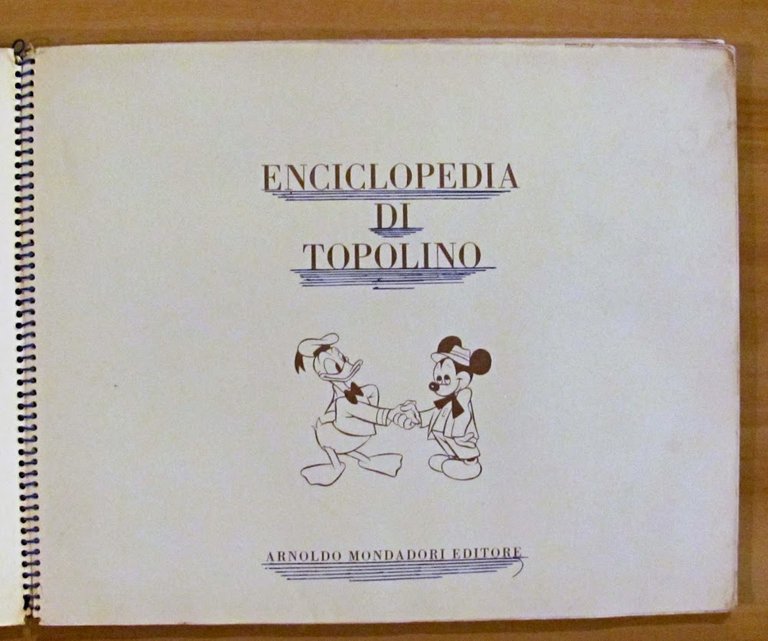 ENCICLOPEDIA
DI
TOPOLINO
ARNOLDO MONDADORI EDITORE